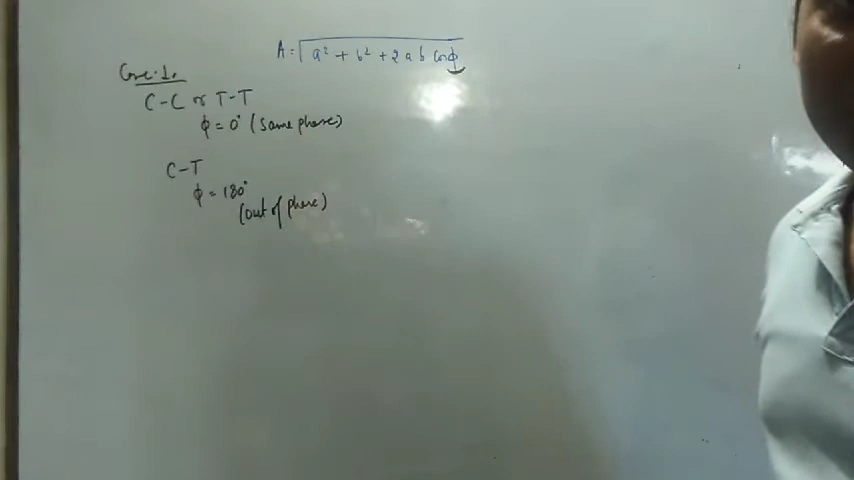 A = √a² + b² + 2 a b cosϕ
Case: 1.
C-C or T-T
ϕ = 0° (same phase)
C-T
ϕ = 180°
(out of phase)